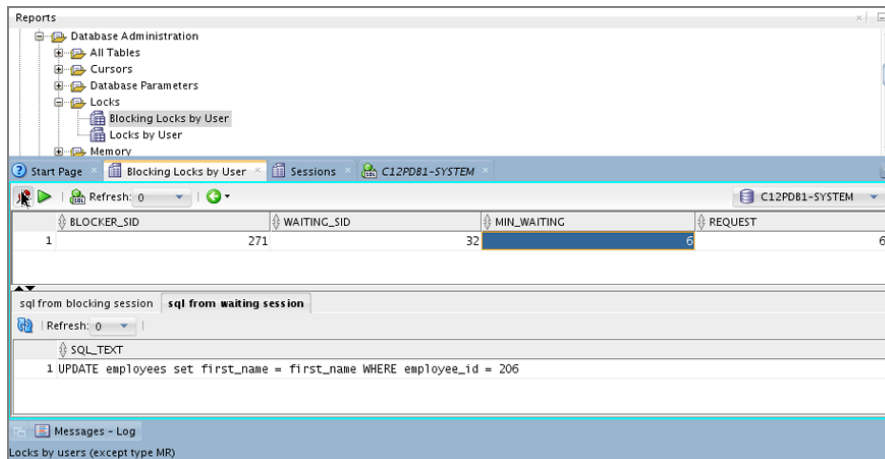 Reports
Database Administration
All Tables
Cursors
Database Parameters
Locks
Blocking Locks by User
Locks by User
Memory
Start Page Blocking Locks by User Sessions C12PDB1-SYSTEM
Refresh: 0 C12PDB1-SYSTEM
BLOCKER_SID WAITING_SID MIN_WAITING REQUEST
1 271 32 6 6
sql from blocking session sql from waiting session
Refresh: 0
SQL_TEXT
1 UPDATE employees set first_name = first_name WHERE employee_id = 206
Messages - Log
Locks by users (except type MR)